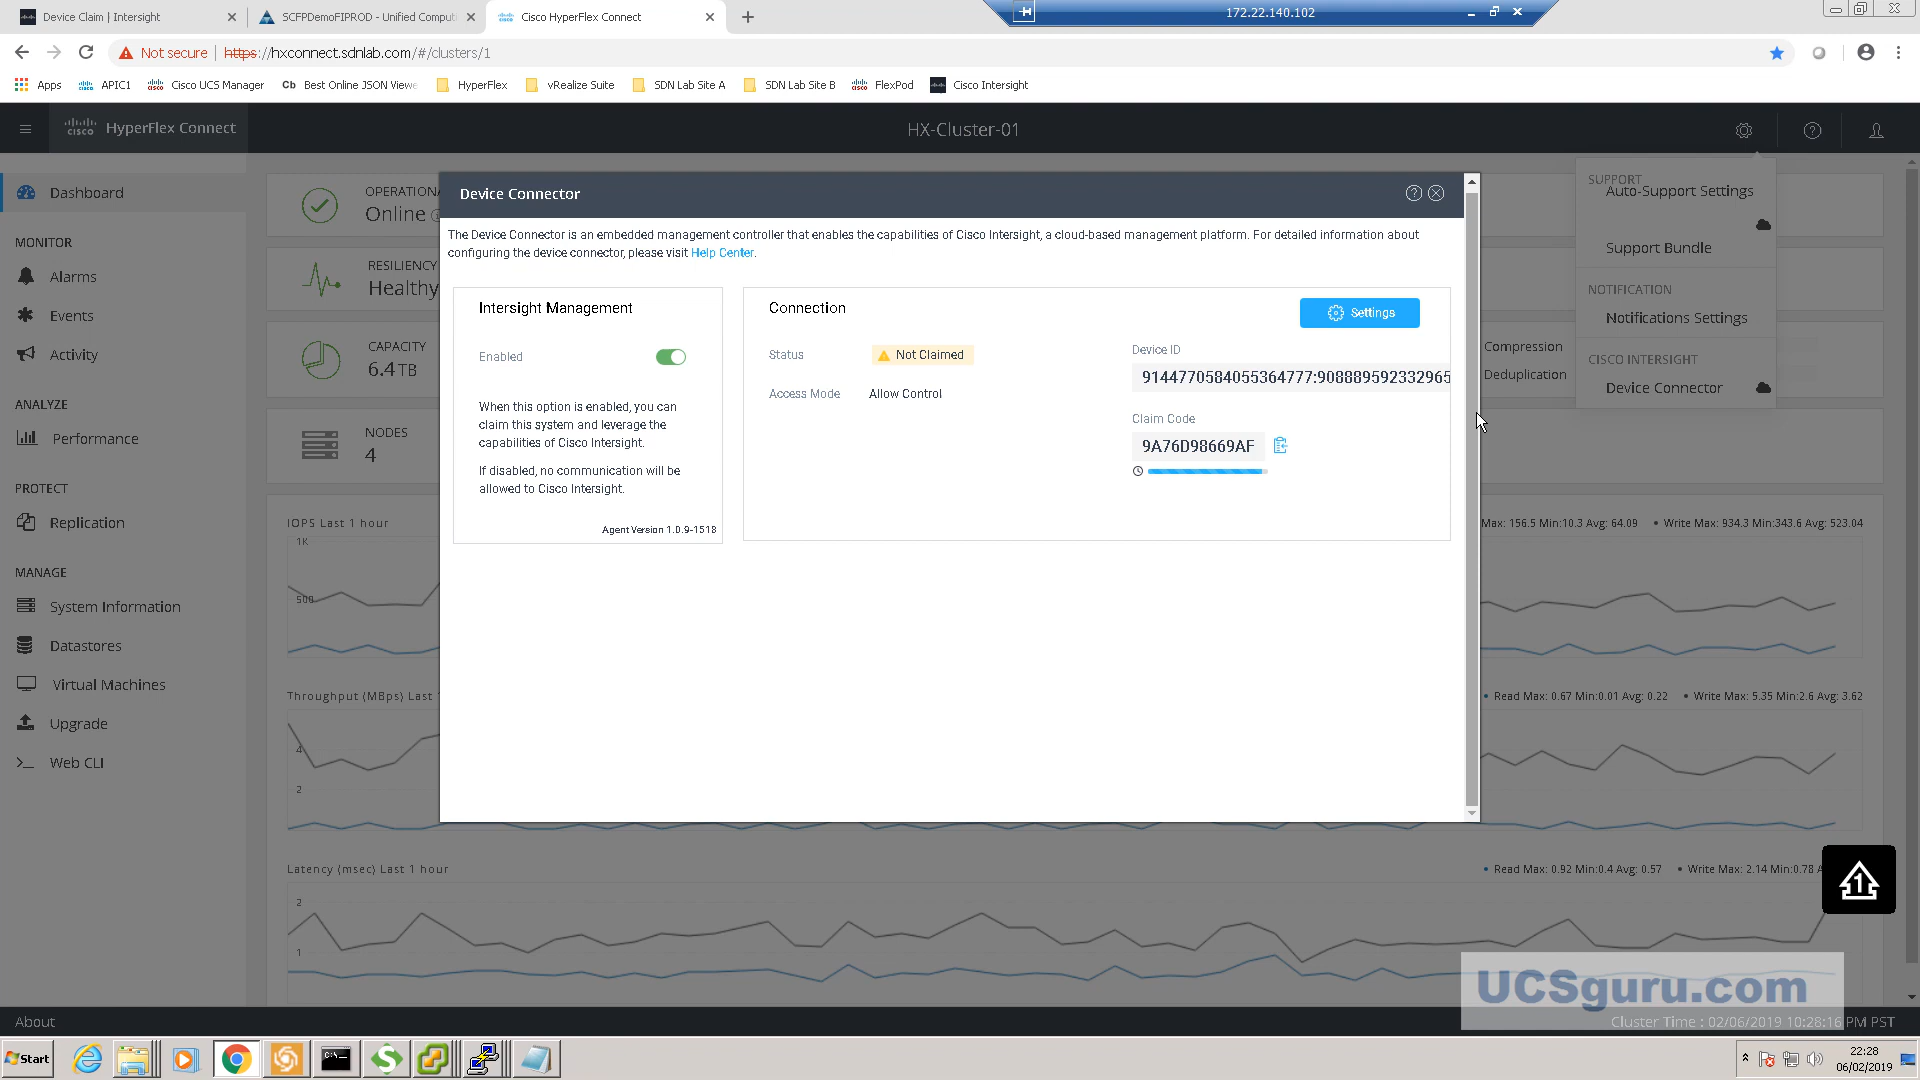 Device Claim | Intersight
SCFPDemoFIPROD - Unified Computi
Cisco HyperFlex Connect
172.22.140.102
Not secure
https://hxconnect.sdnlab.com/#/clusters/1
Apps
APIC1
Cisco UCS Manager
Cb Best Online JSON Viewe
HyperFlex
vRealize Suite
SDN Lab Site A
SDN Lab Site B
FlexPod
Cisco Intersight
cisco HyperFlex Connect
HX-Cluster-01
Dashboard
MONITOR
Alarms
Events
Activity
ANALYZE
Performance
PROTECT
Replication
MANAGE
System Information
Datastores
Virtual Machines
Upgrade
Web CLI
About
OPERATIONA
Online
RESILIENCY
Healthy
CAPACITY
6.4 TB
NODES
4
Device Connector
The Device Connector is an embedded management controller that enables the capabilities of Cisco Intersight, a cloud-based management platform. For detailed information about
configuring the device connector, please visit Help Center.
Intersight Management
Enabled
When this option is enabled, you can
claim this system and leverage the
capabilities of Cisco Intersight.
If disabled, no communication will be
allowed to Cisco Intersight.
Agent Version 1.0.9-1518
Connection
Settings
Status
Not Claimed
Access Mode
Allow Control
Device ID
9144770584055364777:908889592332965
Claim Code
9A76D98669AF
SUPPORT
Auto-Support Settings
Support Bundle
NOTIFICATION
Notifications Settings
CISCO INTERSIGHT
Device Connector
Compression
Deduplication
IOPS Last 1 hour
Max: 156.5 Min:10.3 Avg: 64.09
Write Max: 934.3 Min:343.6 Avg: 523.04
1K
500
Throughput (MBps) Last
Read Max: 0.67 Min:0.01 Avg: 0.22
Write Max: 5.35 Min:2.6 Avg: 3.62
4
2
Latency (msec) Last 1 hour
Read Max: 0.92 Min:0.4 Avg: 0.57
Write Max: 2.14 Min:0.78
2
1
1
UCSguru.com
Cluster Time : 02/06/2019 10:28:16 PM PST
Start
22:28
06/02/2019